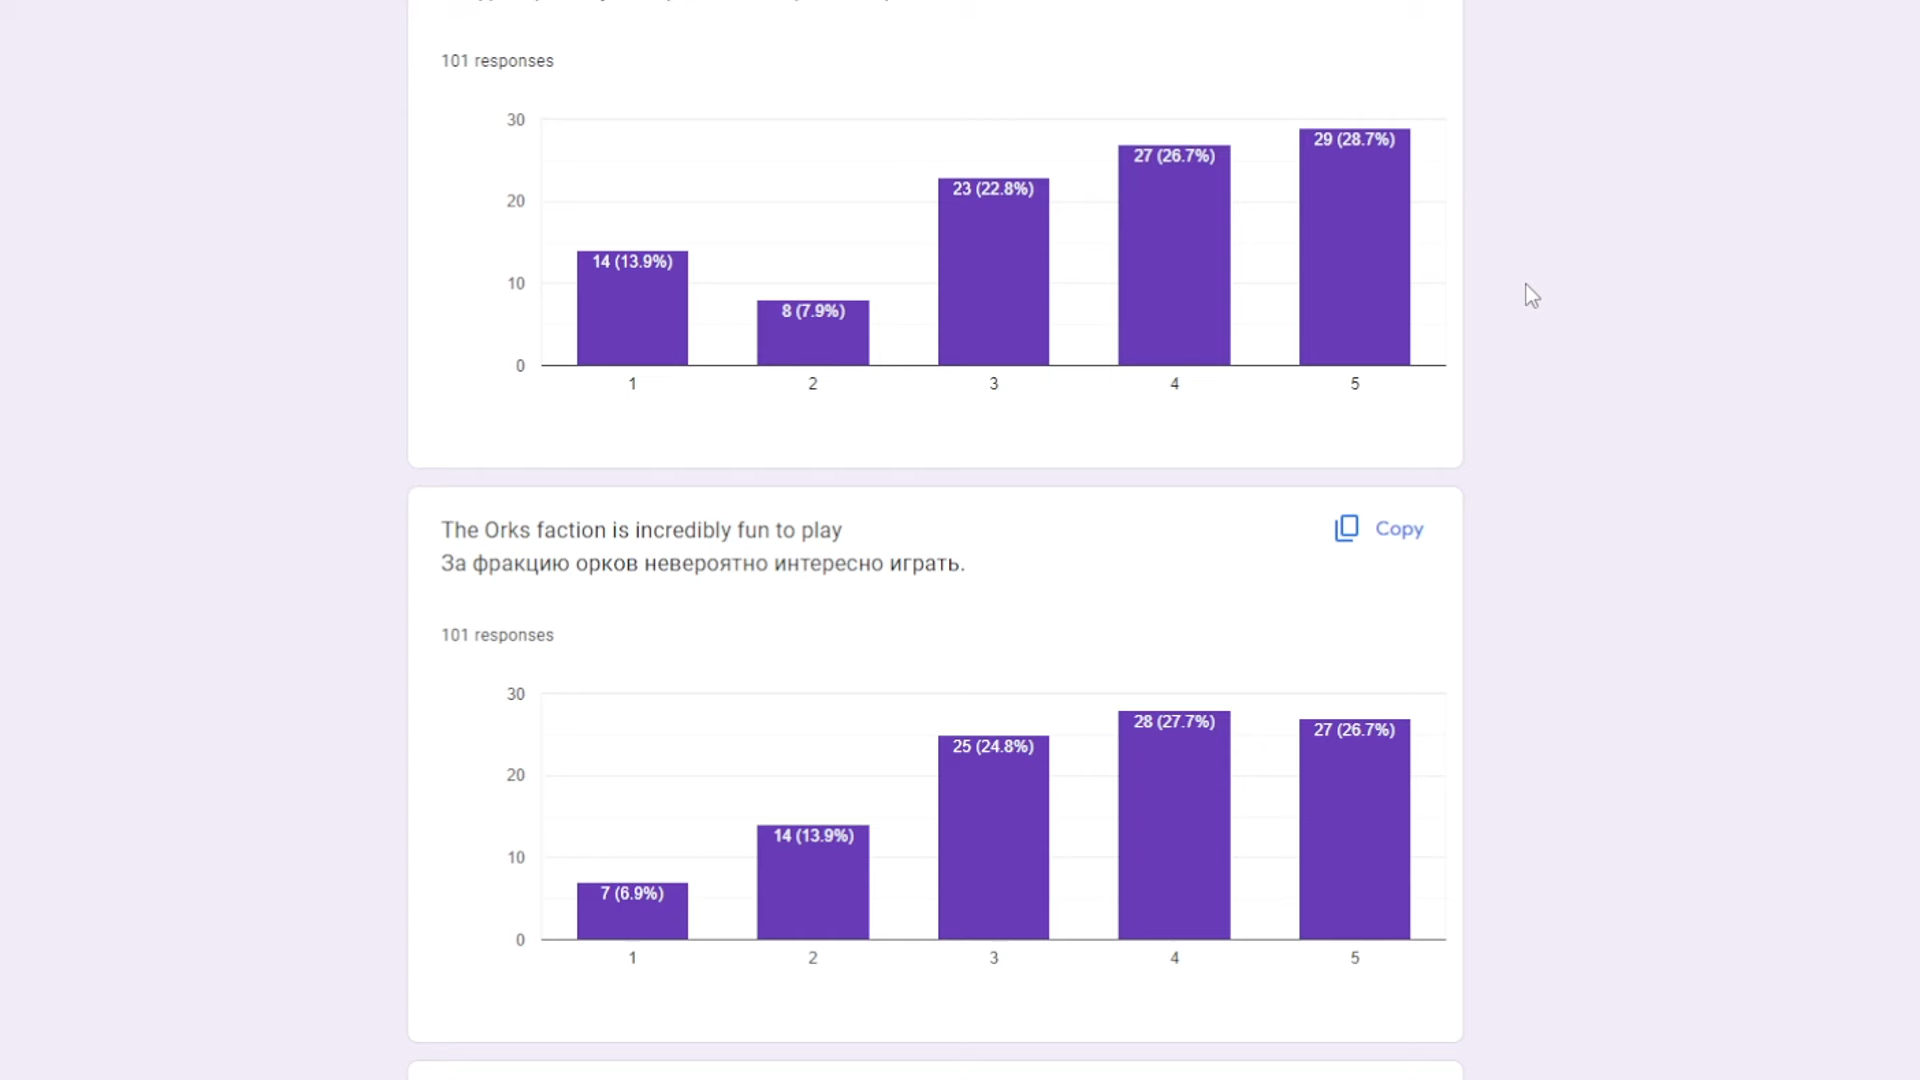 101 responses
30
29 (28.7%)
27 (26.7%)
23 (22.8%)
20
14 (13.9%)
10
8 (7.9%)
0
1 2 3 4 5
The Orks faction is incredibly fun to play
Copy
За фракцию орков невероятно интересно играть.
101 responses
30
28 (27.7%)
27 (26.7%)
25 (24.8%)
20
14 (13.9%)
10
7 (6.9%)
0
1 2 3 4 5